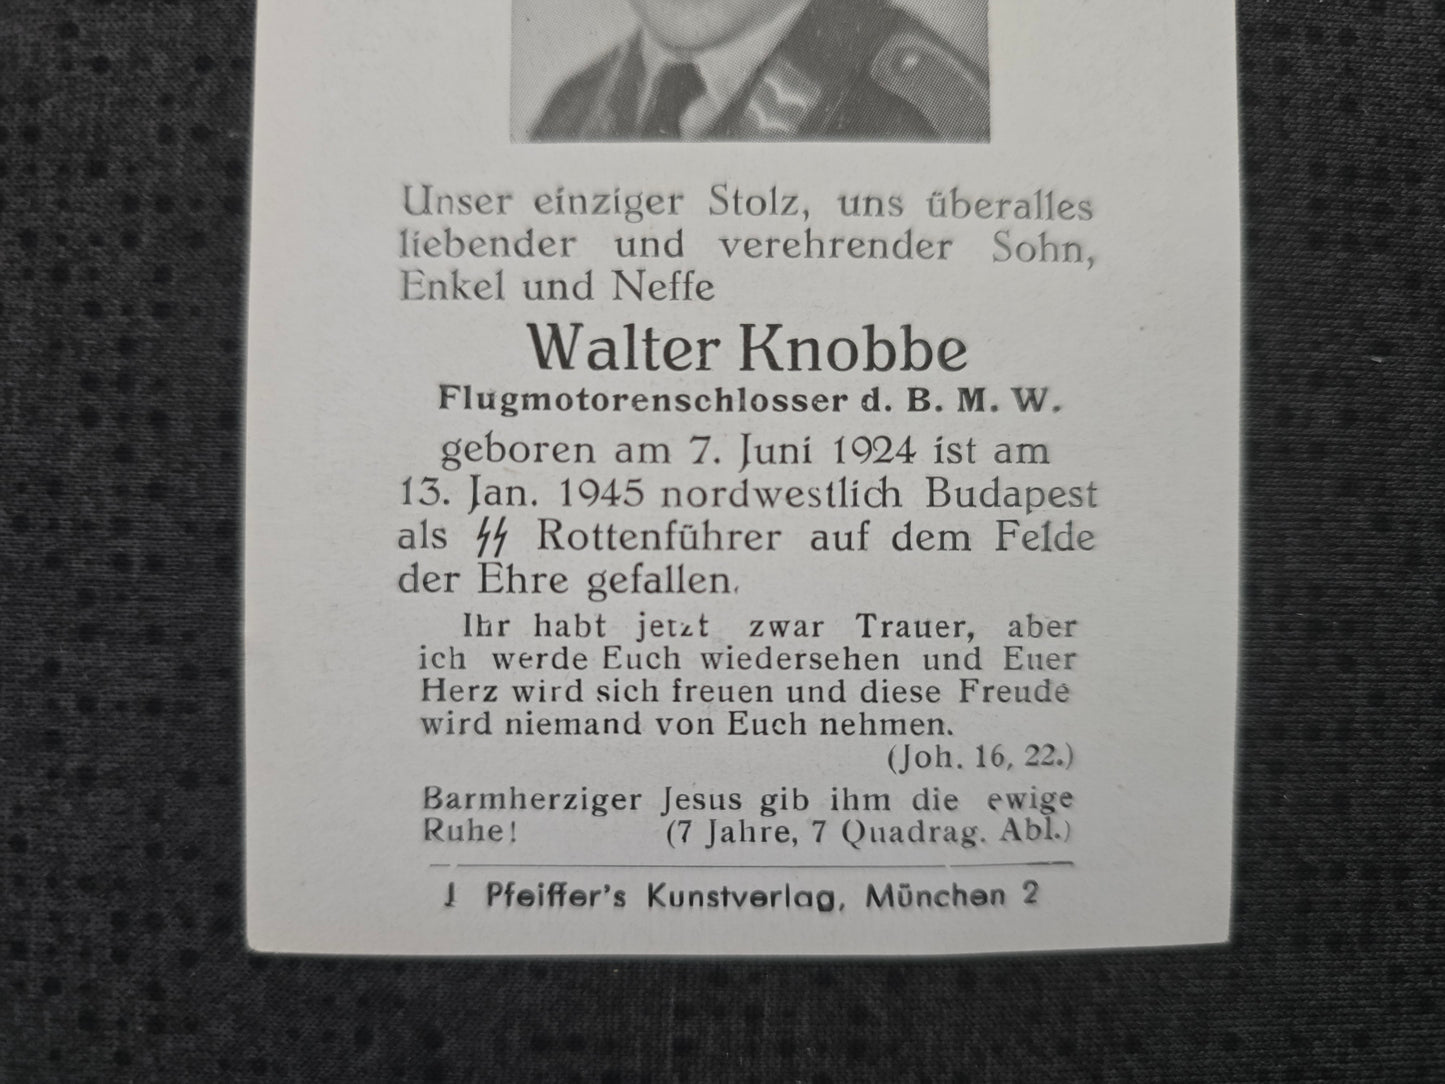 Unser einziger Stolz, uns überalles
liebender und verehrender Sohn,
Enkel und Neffe
Walter Knobbe
Flugmotorenschlosser d. B. M. W.
geboren am 7. Juni 1924 ist am
13. Jan. 1945 nordwestlich Budapest
als ϟϟ Rottenführer auf dem Felde
der Ehre gefallen.
Ihr habt jetzt zwar Trauer, aber
ich werde Euch wiedersehen und Euer
Herz wird sich freuen und diese Freude
wird niemand von Euch nehmen.
(Joh. 16, 22.)
Barmherziger Jesus gib ihm die ewige
Ruhe! (7 Jahre, 7 Quadrag. Abl.)
J Pfeiffer's Kunstverlag, München 2